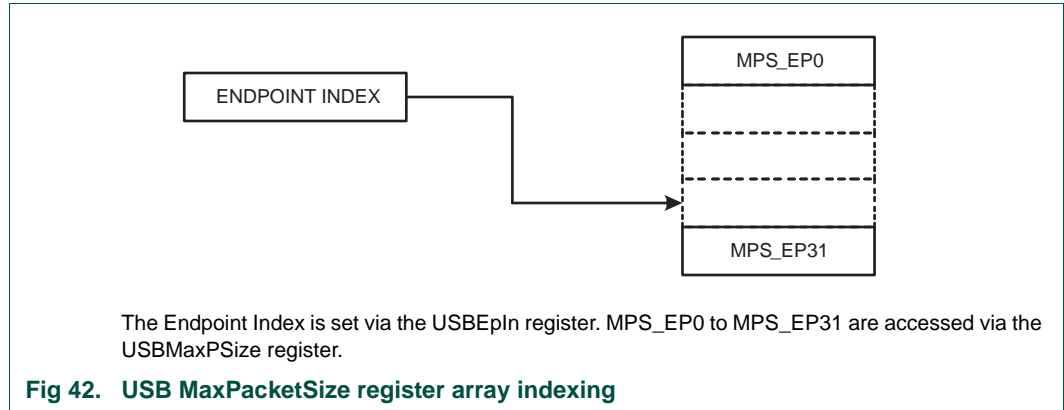 MPS_EP0
ENDPOINT INDEX
MPS_EP31
The Endpoint Index is set via the USBEpIn register. MPS_EP0 to MPS_EP31 are accessed via the
USBMaxPSize register.
Fig 42. USB MaxPacketSize register array indexing